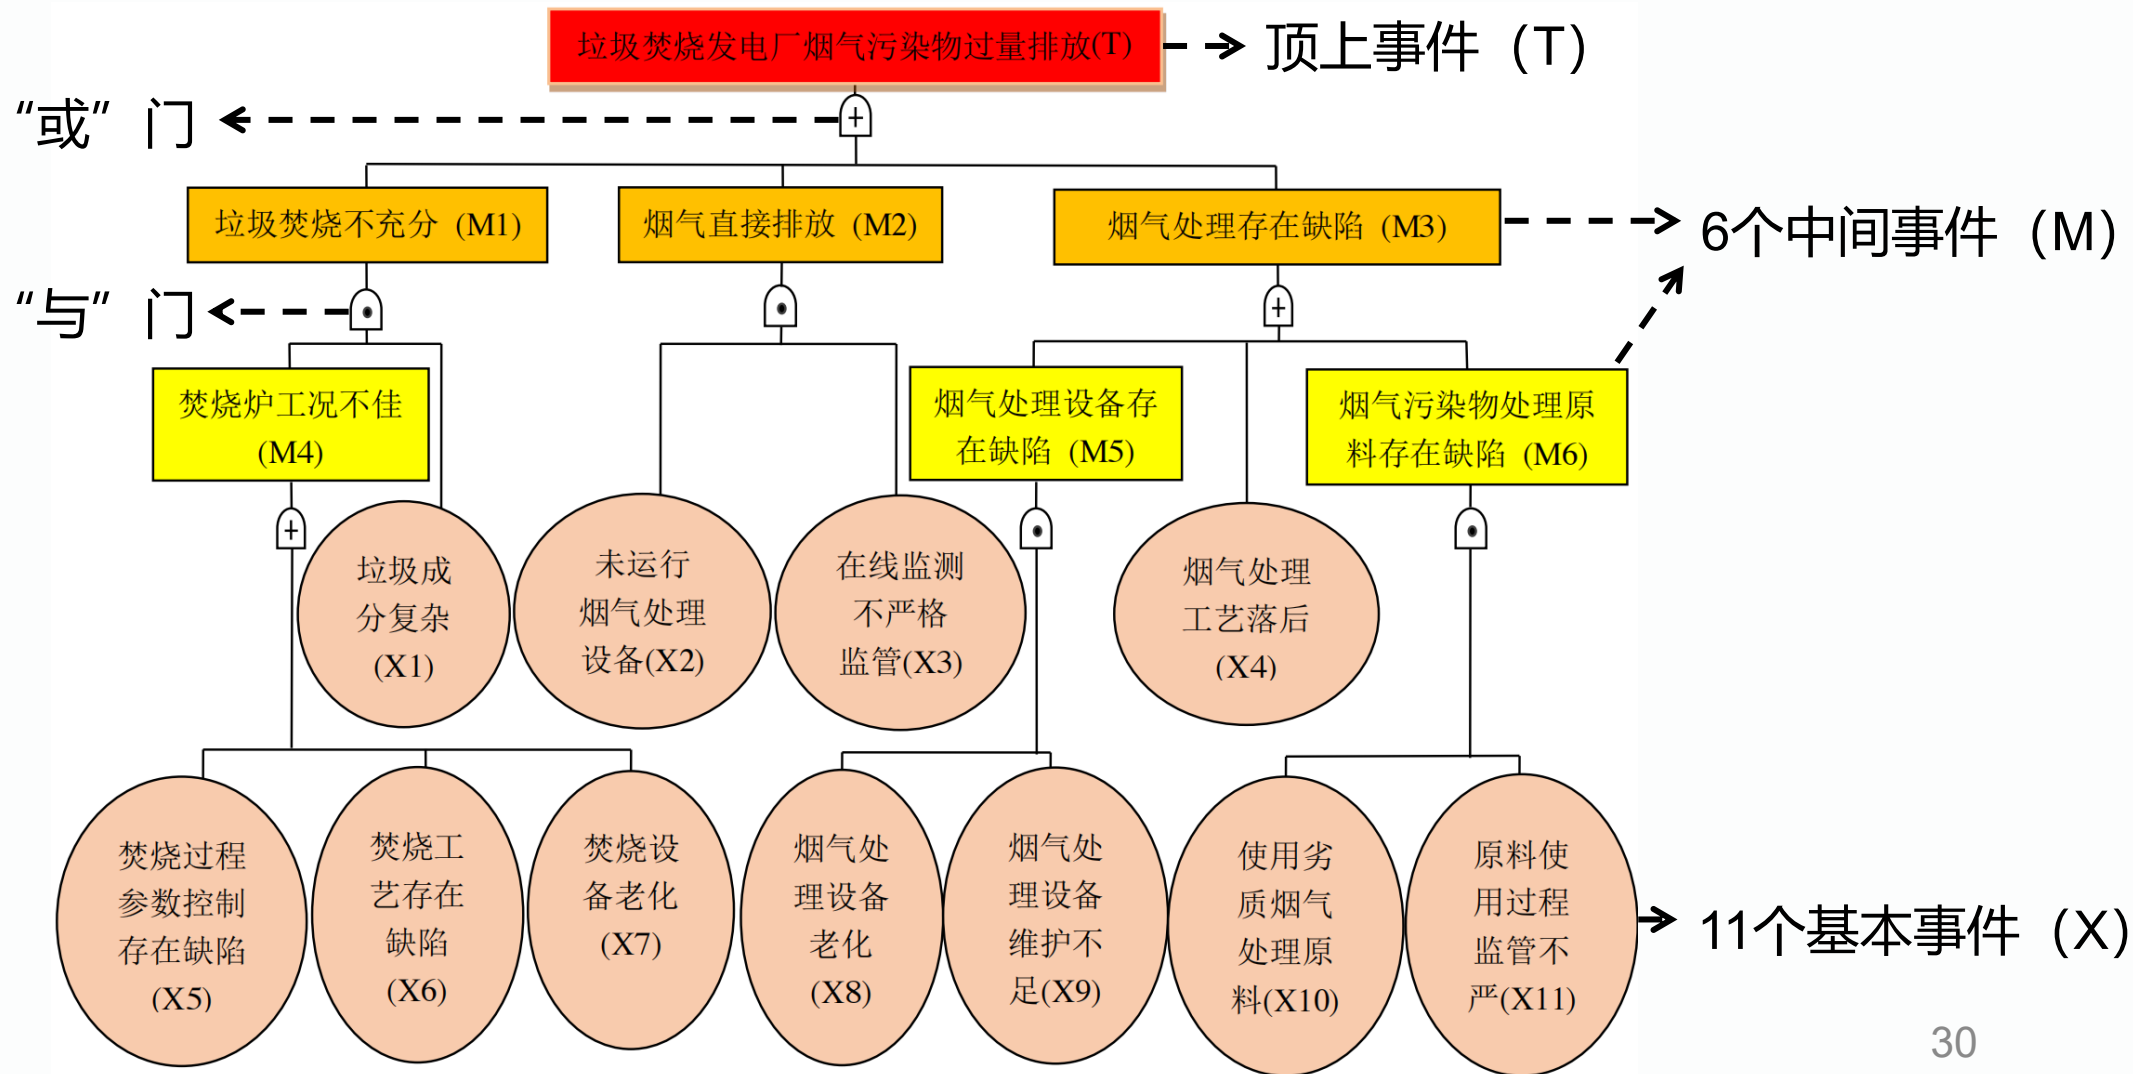 垃圾焚烧发电厂烟气污染物过量排放(T)
顶上事件（T）
“或”门
+
垃圾焚烧不充分 (M1)
烟气直接排放 (M2)
烟气处理存在缺陷 (M3)
6个中间事件（M）
“与”门
+
焚烧炉工况不佳
(M4)
烟气处理设备存
在缺陷 (M5)
烟气污染物处理原
料存在缺陷 (M6)
+
垃圾成
分复杂
(X1)
未运行
烟气处理
设备(X2)
在线监测
不严格
监管(X3)
烟气处理
工艺落后
(X4)
焚烧过程
参数控制
存在缺陷
(X5)
焚烧工
艺存在
缺陷
(X6)
焚烧设
备老化
(X7)
烟气处
理设备
老化
(X8)
烟气处
理设备
维护不
足(X9)
使用劣
质烟气
处理原
料(X10)
原料使
用过程
监管不
严(X11)
11个基本事件（X）
30